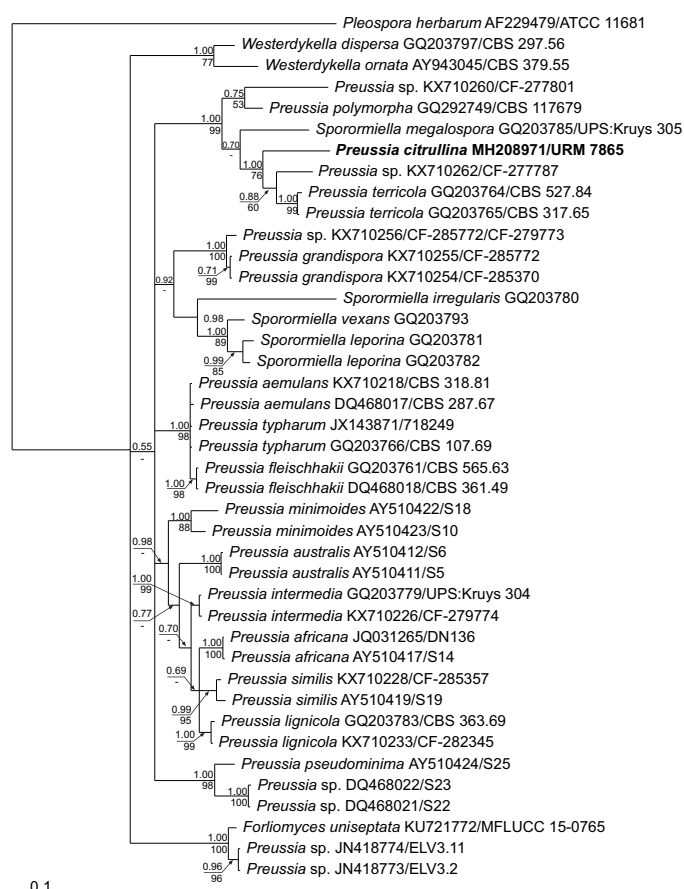 Pleospora herbarum AF229479/ATCC 11681
Westerdykella dispersa GQ203797/CBS 297.56
1.00
77
Westerdykella ornata AY943045/CBS 379.55
Preussia sp. KX710260/CF-277801
0.75
53
Preussia polymorpha GQ292749/CBS 117679
1.00
99
Sporormiella megalospora GQ203785/UPS:Kruys 305
0.70
-
Preussia citrullina MH208971/URM 7865
1.00
76
Preussia sp. KX710262/CF-277787
0.88
60
Preussia terricola GQ203764/CBS 527.84
1.00
99
Preussia terricola GQ203765/CBS 317.65
Preussia sp. KX710256/CF-285772/CF-279773
1.00
100
Preussia grandispora KX710255/CF-285772
0.71
99
Preussia grandispora KX710254/CF-285370
0.92
-
Sporormiella irregularis GQ203780
0.98
Sporormiella vexans GQ203793
1.00
89
Sporormiella leporina GQ203781
0.99
85
Sporormiella leporina GQ203782
Preussia aemulans KX710218/CBS 318.81
Preussia aemulans DQ468017/CBS 287.67
Preussia typharum JX143871/718249
1.00
98
Preussia typharum GQ203766/CBS 107.69
0.55
-
Preussia fleischhakii GQ203761/CBS 565.63
1.00
98
Preussia fleischhakii DQ468018/CBS 361.49
Preussia minimoides AY510422/S18
1.00
88
Preussia minimoides AY510423/S10
0.98
-
Preussia australis AY510412/S6
1.00
100
Preussia australis AY510411/S5
1.00
99
Preussia intermedia GQ203779/UPS:Kruys 304
Preussia intermedia KX710226/CF-279774
0.77
-
0.70
-
Preussia africana JQ031265/DN136
1.00
100
Preussia africana AY510417/S14
0.69
-
Preussia similis KX710228/CF-285357
0.99
95
Preussia similis AY510419/S19
Preussia lignicola GQ203783/CBS 363.69
1.00
99
Preussia lignicola KX710233/CF-282345
Preussia pseudominima AY510424/S25
1.00
98
Preussia sp. DQ468022/S23
1.00
100
Preussia sp. DQ468021/S22
Forliomyces uniseptata KU721772/MFLUCC 15-0765
1.00
100
Preussia sp. JN418774/ELV3.11
0.96
96
Preussia sp. JN418773/ELV3.2
0.1